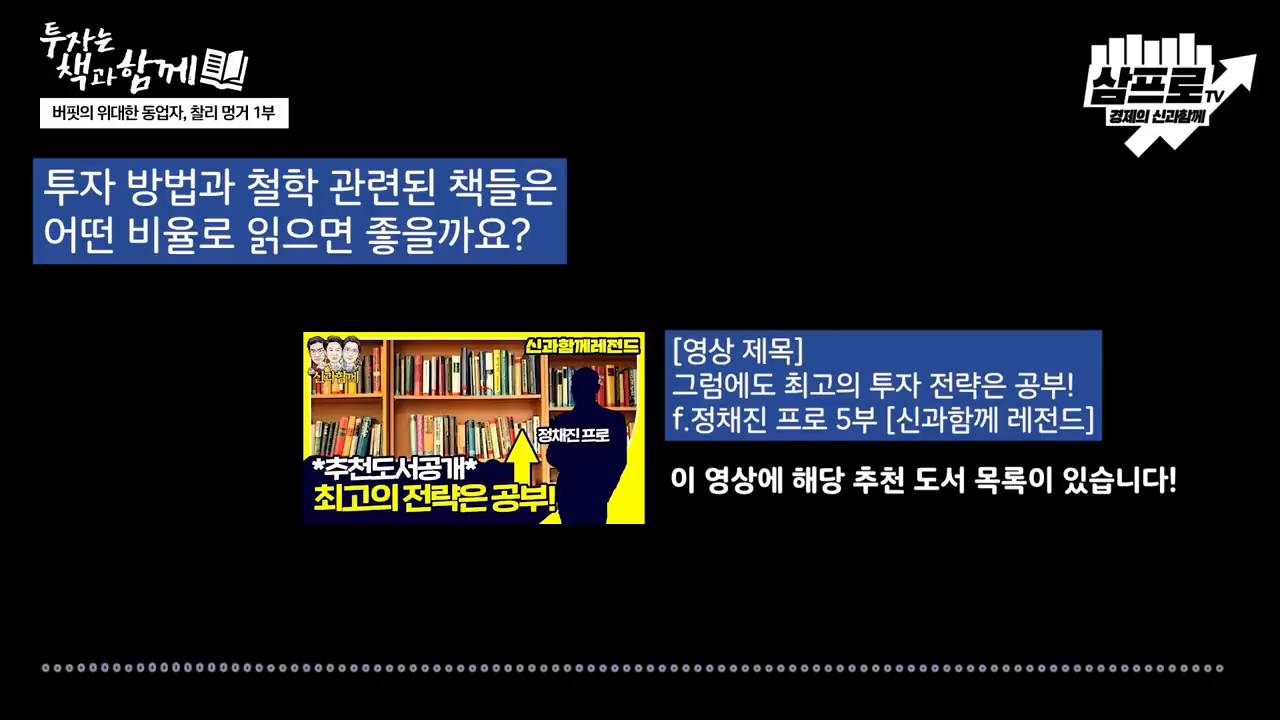 투자는
책과 함께
버핏의 위대한 동업자, 찰리 멍거 1부
삼프로TV
경제의 신과함께
투자 방법과 철학 관련된 책들은
어떤 비율로 읽으면 좋을까요?
신과함께레전드
신과함께
정채진 프로
*추천도서공개*
최고의 전략은 공부!
[영상 제목]
그럼에도 최고의 투자 전략은 공부!
f.정채진 프로 5부 [신과함께 레전드]
이 영상에 해당 추천 도서 목록이 있습니다!